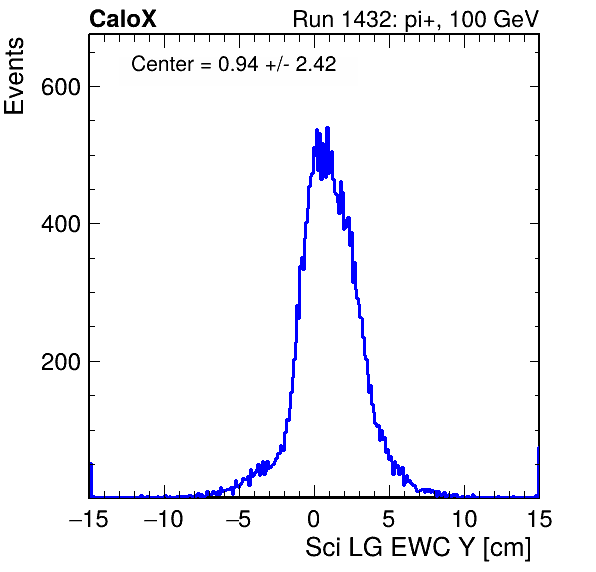 CaloX Run 1432: pi+, 100 GeV
Center = 0.94 +/- 2.42
Events
600
400
200
−15 −10 −5 0 5 10 15
Sci LG EWC Y [cm]